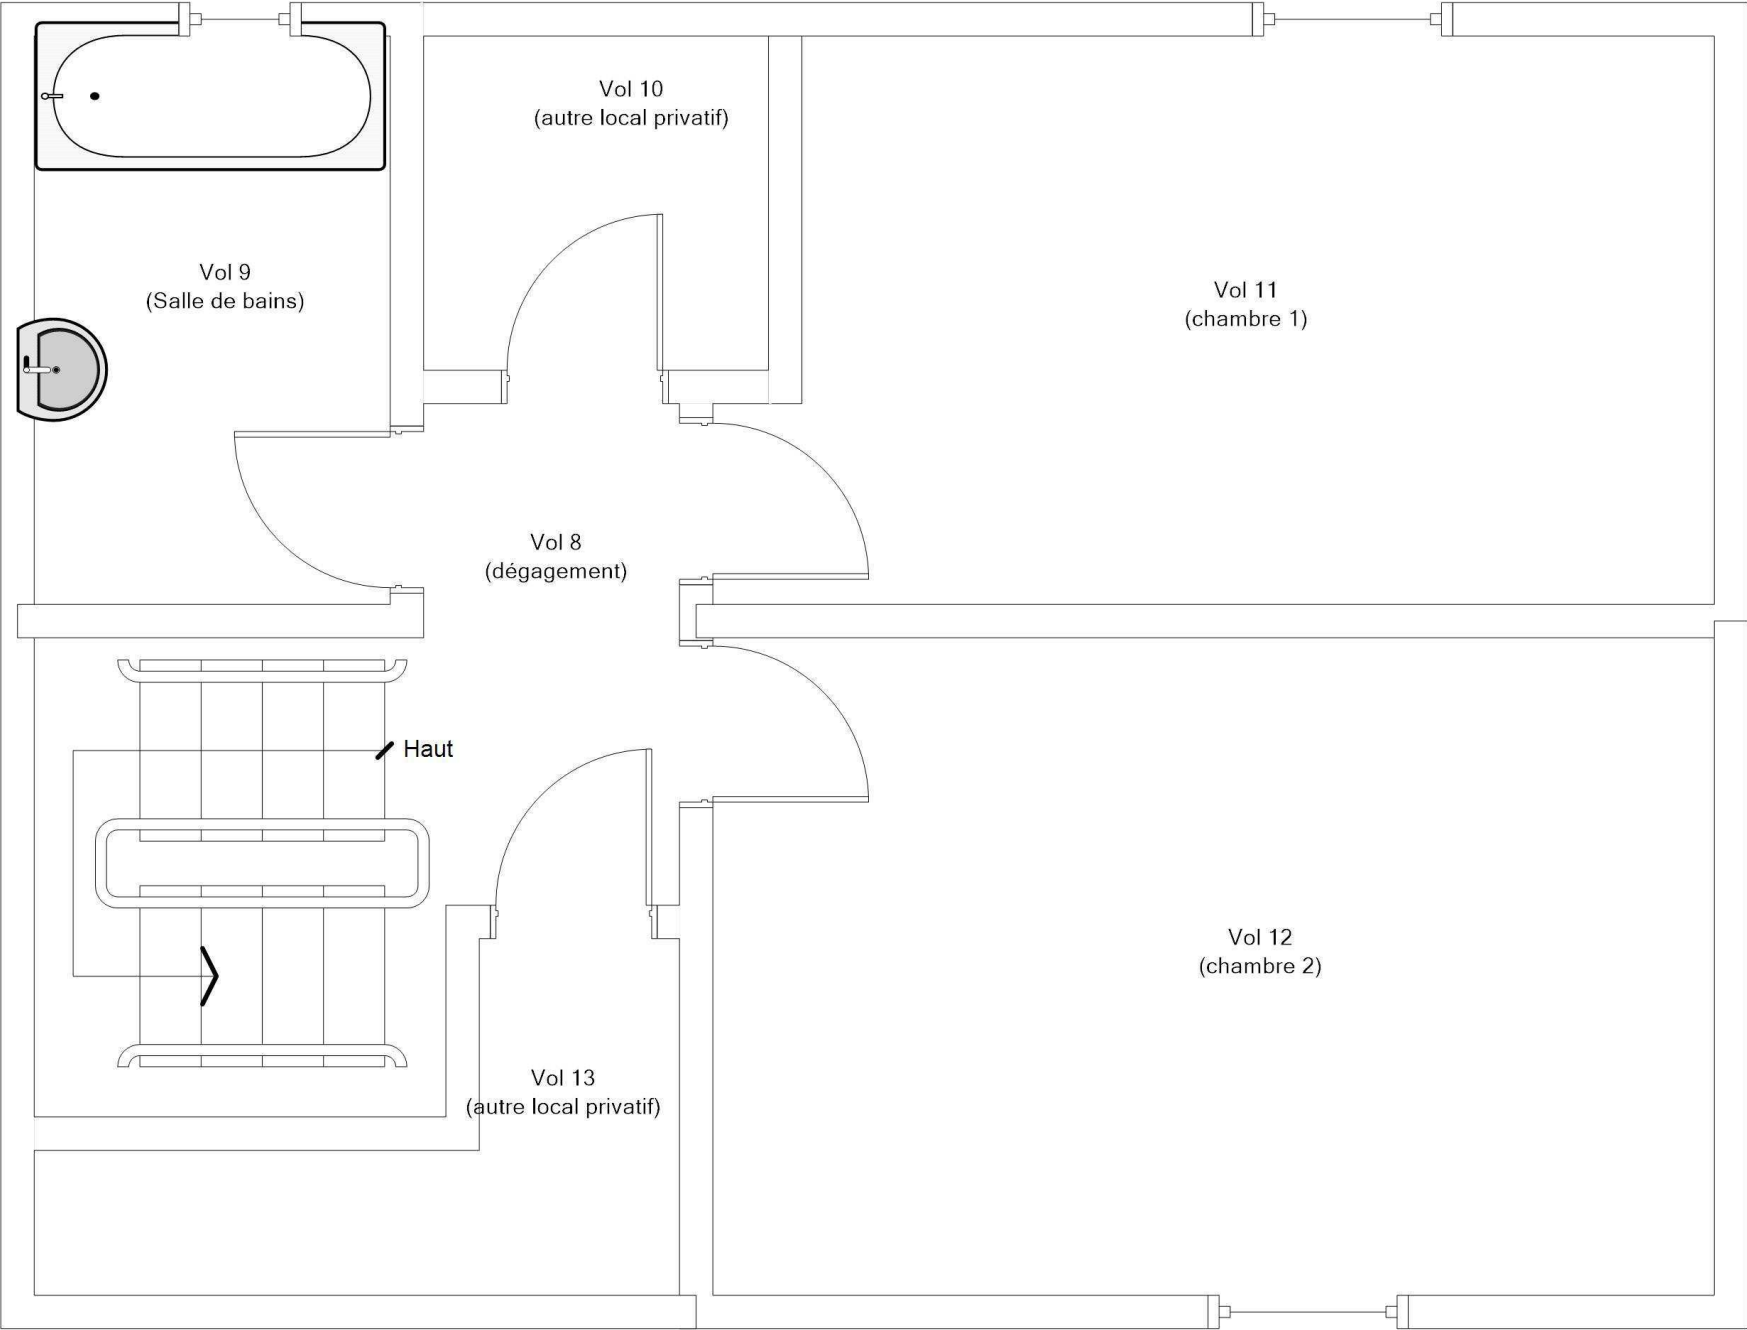 Vol 10
(autre local privatif)
Vol 9
(Salle de bains)
Vol 11
(chambre 1)
Vol 8
(dégagement)
Haut
Vol 12
(chambre 2)
Vol 13
(autre local privatif)